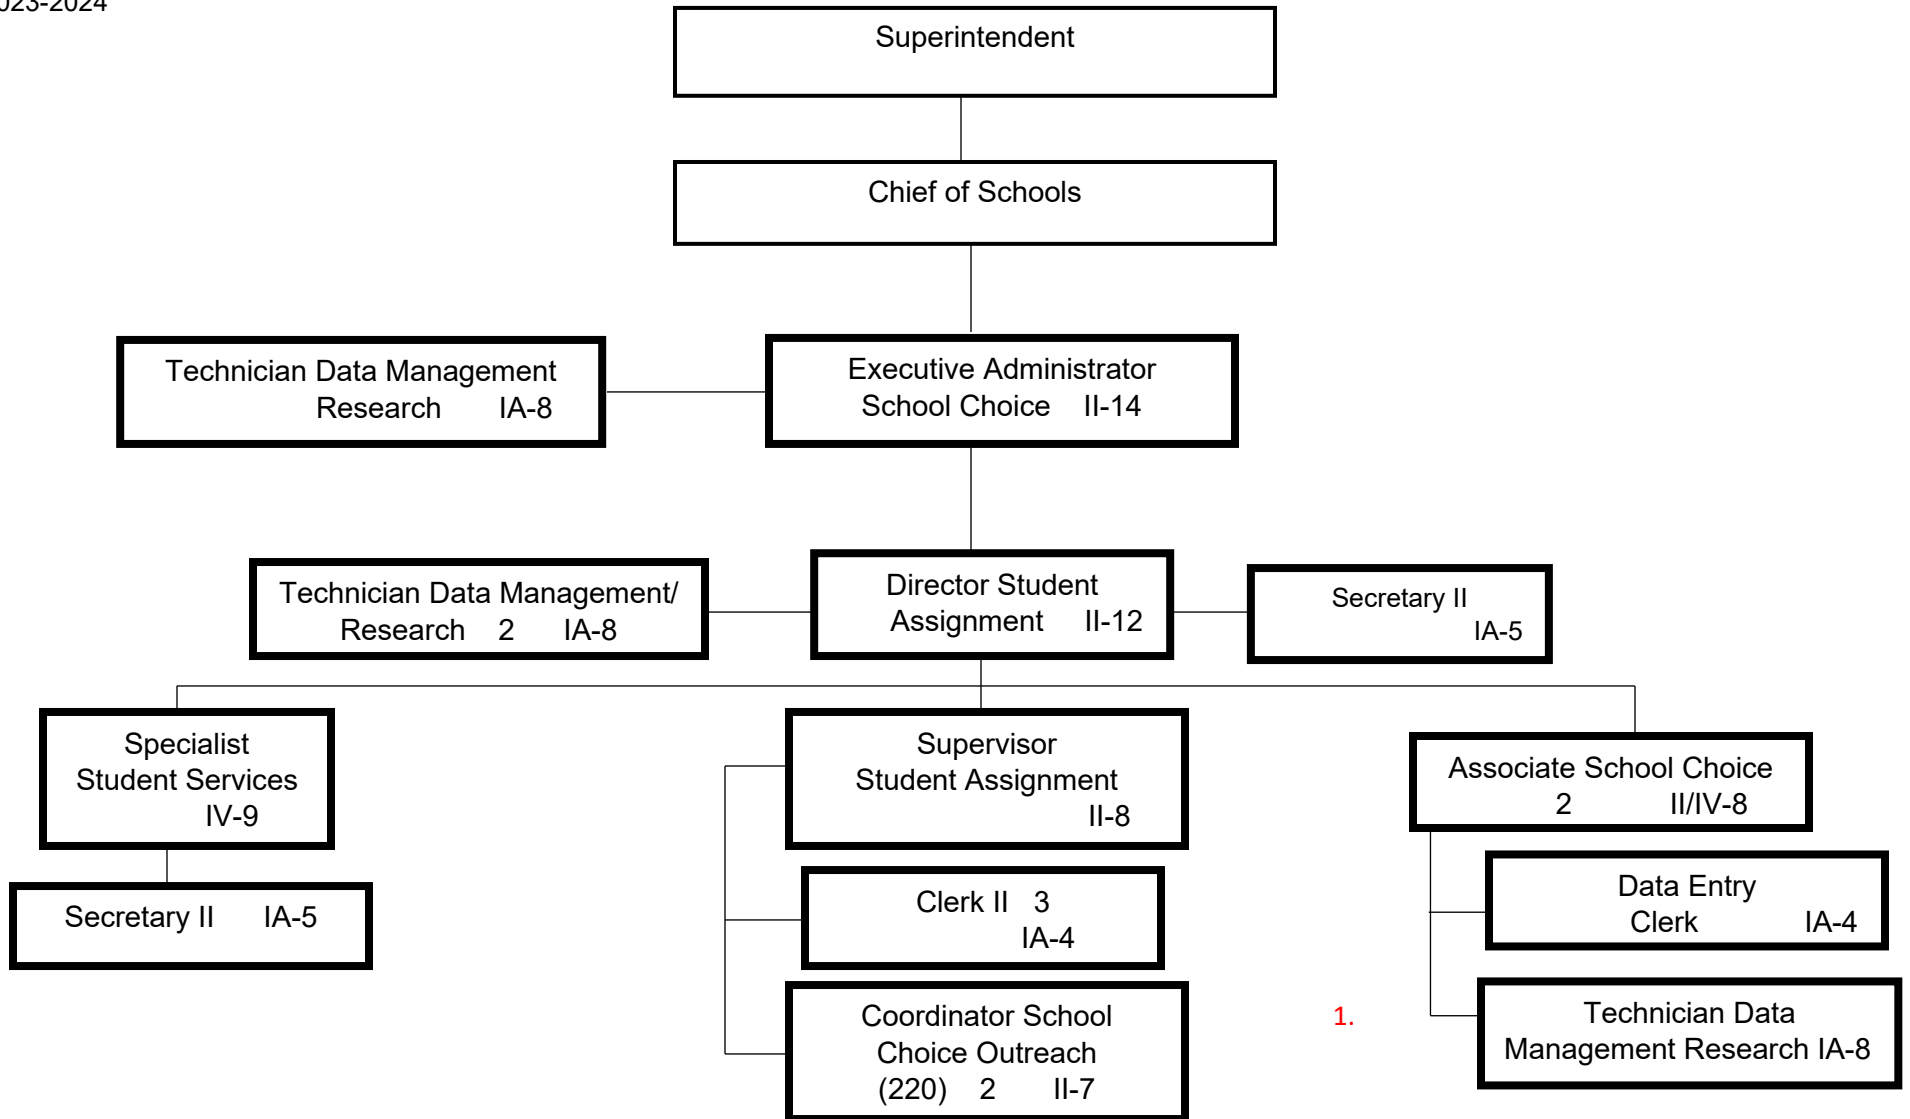 023-2024
Superintendent
Chief of Schools
Technician Data Management
Research IA-8
Executive Administrator
School Choice II-14
Technician Data Management/
Research 2 IA-8
Director Student
Assignment II-12
Secretary II
IA-5
Specialist
Student Services
IV-9
Secretary II IA-5
Supervisor
Student Assignment
II-8
Clerk II 3
IA-4
Coordinator School
Choice Outreach
(220) 2 II-7
Associate School Choice
2 II/IV-8
Data Entry
Clerk IA-4
1.
Technician Data
Management Research IA-8